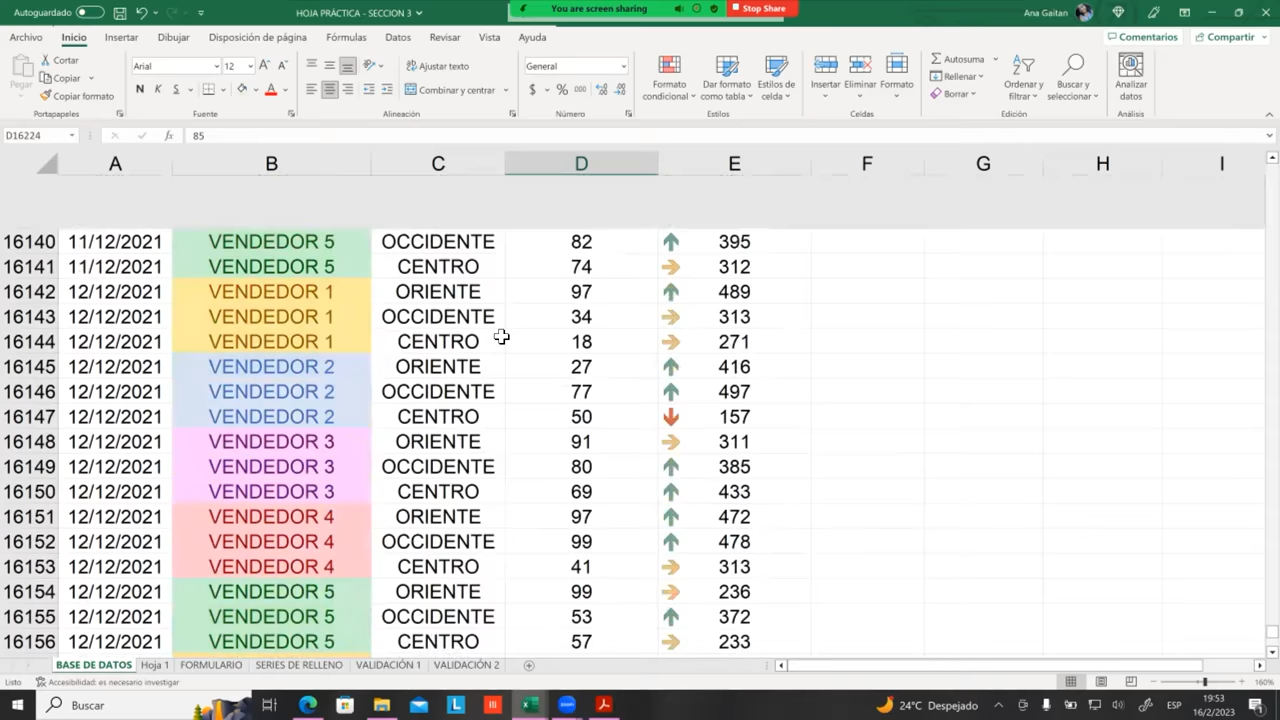 Autoguardado
HOJA PRÁCTICA - SECCION 3
You are screen sharing
Stop Share
Ana Gaitan
Archivo Inicio Insertar Dibujar Disposición de página Fórmulas Datos Revisar Vista Ayuda
Comentarios Compartir
Pegar
Cortar
Copiar
Copiar formato
Portapapeles
Arial 12
N K S
Fuente
Ajustar texto
Combinar y centrar
Alineación
General
$ % 000
Número
Formato condicional
Dar formato como tabla
Estilos de celda
Estilos
Insertar Eliminar Formato
Celdas
Autosuma
Rellenar
Borrar
Ordenar y filtrar
Buscar y seleccionar
Edición
Analizar datos
Análisis
D16224 fx 85
A B C D E F G H I
16140 11/12/2021 VENDEDOR 5 OCCIDENTE 82 395
16141 11/12/2021 VENDEDOR 5 CENTRO 74 312
16142 12/12/2021 VENDEDOR 1 ORIENTE 97 489
16143 12/12/2021 VENDEDOR 1 OCCIDENTE 34 313
16144 12/12/2021 VENDEDOR 1 CENTRO 18 271
16145 12/12/2021 VENDEDOR 2 ORIENTE 27 416
16146 12/12/2021 VENDEDOR 2 OCCIDENTE 77 497
16147 12/12/2021 VENDEDOR 2 CENTRO 50 157
16148 12/12/2021 VENDEDOR 3 ORIENTE 91 311
16149 12/12/2021 VENDEDOR 3 OCCIDENTE 80 385
16150 12/12/2021 VENDEDOR 3 CENTRO 69 433
16151 12/12/2021 VENDEDOR 4 ORIENTE 97 472
16152 12/12/2021 VENDEDOR 4 OCCIDENTE 99 478
16153 12/12/2021 VENDEDOR 4 CENTRO 41 313
16154 12/12/2021 VENDEDOR 5 ORIENTE 99 236
16155 12/12/2021 VENDEDOR 5 OCCIDENTE 53 372
16156 12/12/2021 VENDEDOR 5 CENTRO 57 233
BASE DE DATOS Hoja 1 FORMULARIO SERIES DE RELLENO VALIDACIÓN 1 VALIDACIÓN 2
Listo Accesibilidad: es necesario investigar 160%
Buscar
24°C Despejado
ESP
19:53
16/2/2023